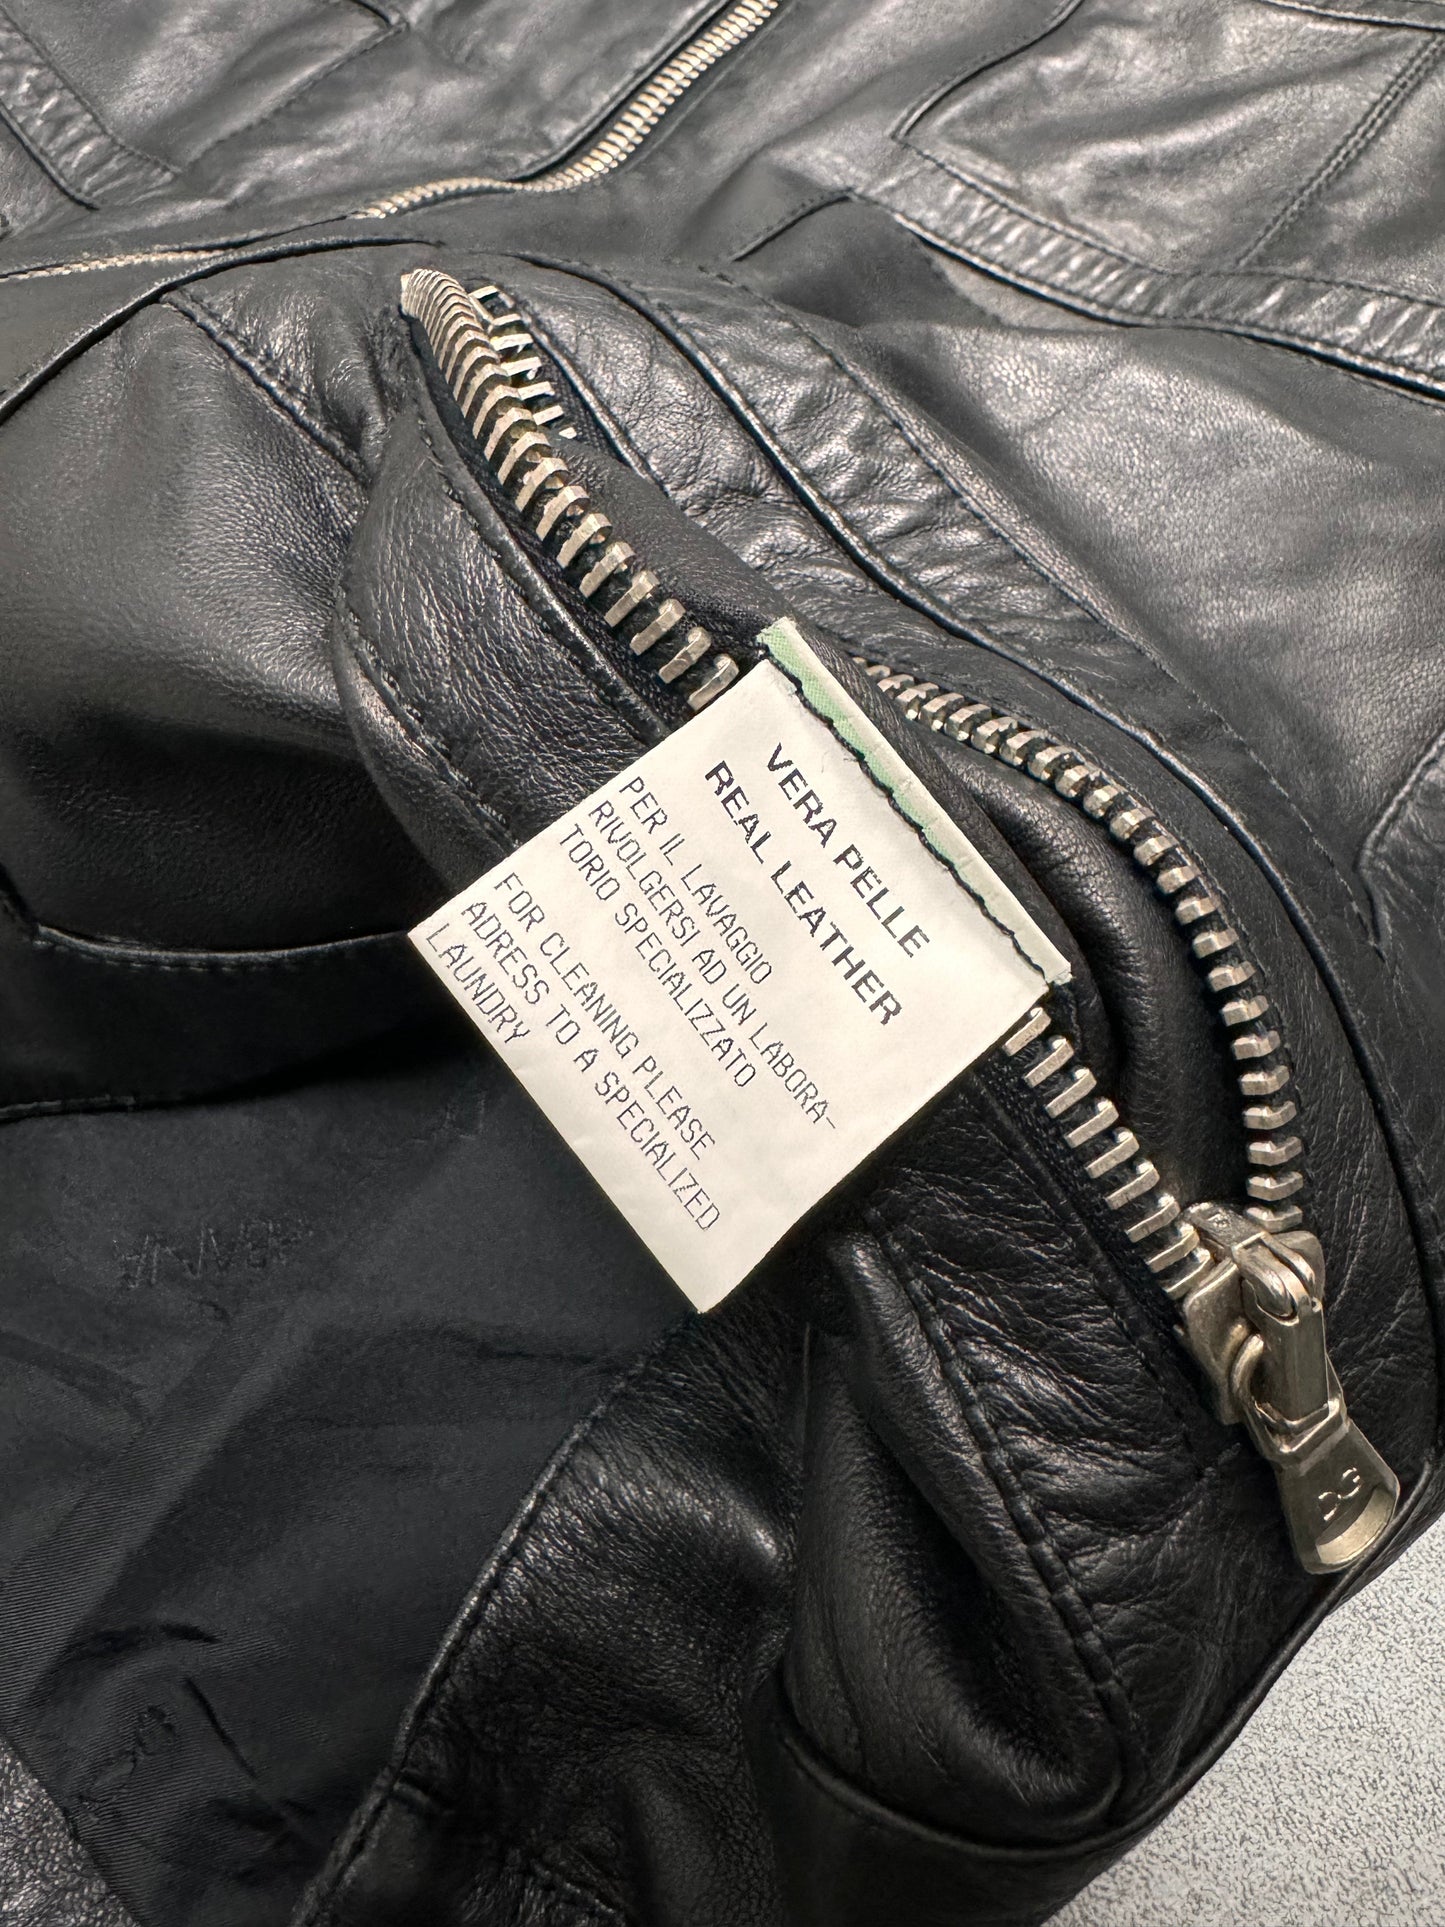 VERA PELLE
REAL LEATHER
PER IL LAVAGGIO
RIVOLGERSI AD UN LABORA-
TORIO SPECIALIZZATO
FOR CLEANING PLEASE
ADRESS TO A SPECIALIZED
LAUNDRY
DG